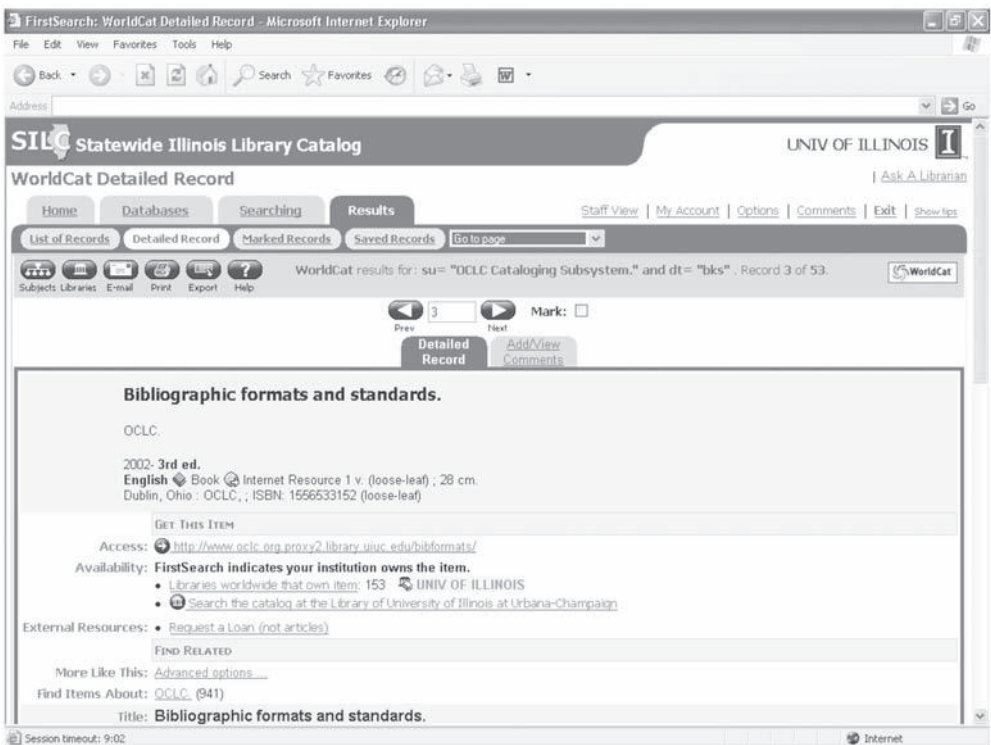 FirstSearch: WorldCat Detailed Record - Microsoft Internet Explorer
File Edit View Favorites Tools Help
Back Search Favorites W
Address Go
SILC Statewide Illinois Library Catalog UNIV OF ILLINOIS I
WorldCat Detailed Record | Ask A Librarian
Home Databases Searching Results Staff View | My Account | Options | Comments | Exit | Show tips
List of Records Detailed Record Marked Records Saved Records Go to page
Subjects Libraries E-mail Print Export Help WorldCat results for: su= "OCLC Cataloging Subsystem." and dt= "bks" . Record 3 of 53. WorldCat
3 Mark:
Prev Next
Detailed Record Add/View Comments
Bibliographic formats and standards.
OCLC.
2002- 3rd ed.
English Book Internet Resource 1 v. (loose-leaf) ; 28 cm.
Dublin, Ohio : OCLC, ; ISBN: 1556533152 (loose-leaf)
GET THIS ITEM
Access: http://www.oclc.org.proxy2.library.uiuc.edu/bibformats/
Availability: FirstSearch indicates your institution owns the item.
• Libraries worldwide that own item: 153 UNIV OF ILLINOIS
• Search the catalog at the Library of University of Illinois at Urbana-Champaign
External Resources: • Request a Loan (not articles)
FIND RELATED
More Like This: Advanced options ...
Find Items About: OCLC. (941)
Title: Bibliographic formats and standards.
Session timeout: 9:02 Internet